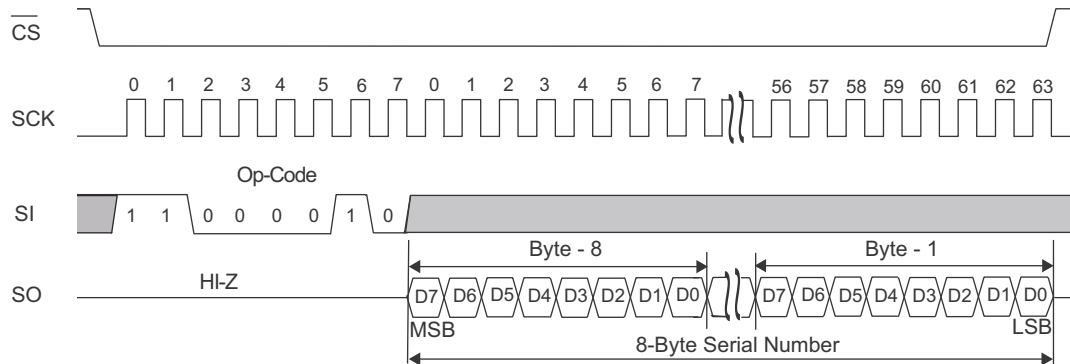 CS
0 1 2 3 4 5 6 7 0 1 2 3 4 5 6 7 56 57 58 59 60 61 62 63
SCK
Op-Code
SI 1 1 0 0 0 0 1 0
Byte - 8 Byte - 1
HI-Z
SO D7 D6 D5 D4 D3 D2 D1 D0 D7 D6 D5 D4 D3 D2 D1 D0
MSB LSB
8-Byte Serial Number